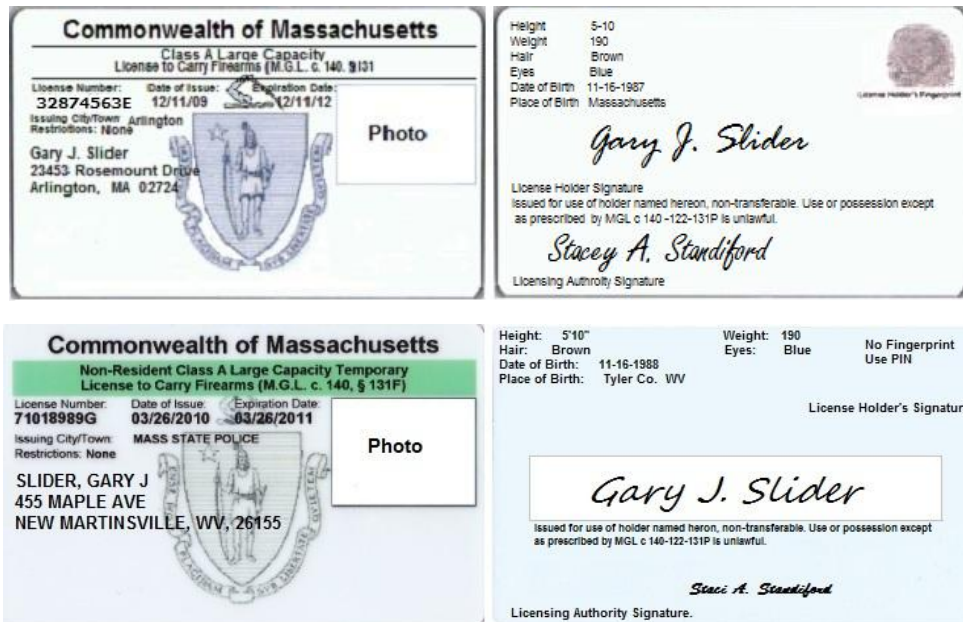 Commonwealth of Massachusetts
Class A Large Capacity
License to Carry Firearms (M.G.L. c. 140. §131
License Number: Date of Issue: Expiration Date:
32874563E 12/11/09 12/11/12
Issuing City/Town Arlington
Restrictions: None
Photo
Gary J. Slider
23453 Rosemount Drive
Arlington, MA 02724
Height 5-10
Weight 190
Hair Brown
Eyes Blue
Date of Birth 11-16-1987
Place of Birth Massachusetts
License Holder's Fingerprint
Gary J. Slider
License Holder Signature
Issued for use of holder named hereon, non-transferable. Use or possession except
as prescribed by MGL c 140 -122-131P is unlawful.
Stacey A. Standiford
Licensing Authroity Signature
Commonwealth of Massachusetts
Non-Resident Class A Large Capacity Temporary
License to Carry Firearms (M.G.L. c. 140, § 131F)
License Number: Date of Issue: Expiration Date:
71018989G 03/26/2010 03/26/2011
Issuing City/Town: MASS STATE POLICE
Restrictions: None
Photo
SLIDER, GARY J
455 MAPLE AVE
NEW MARTINSVILLE, WV, 26155
Height: 5'10" Weight: 190
Hair: Brown Eyes: Blue
Date of Birth: 11-16-1988
Place of Birth: Tyler Co. WV
No Fingerprint
Use PIN
License Holder's Signatur
Gary J. Slider
Issued for use of holder named heron, non-transferable. Use or possession except
as prescribed by MGL c 140-122-131P is unlawful.
Staci A. Standiford
Licensing Authority Signature.